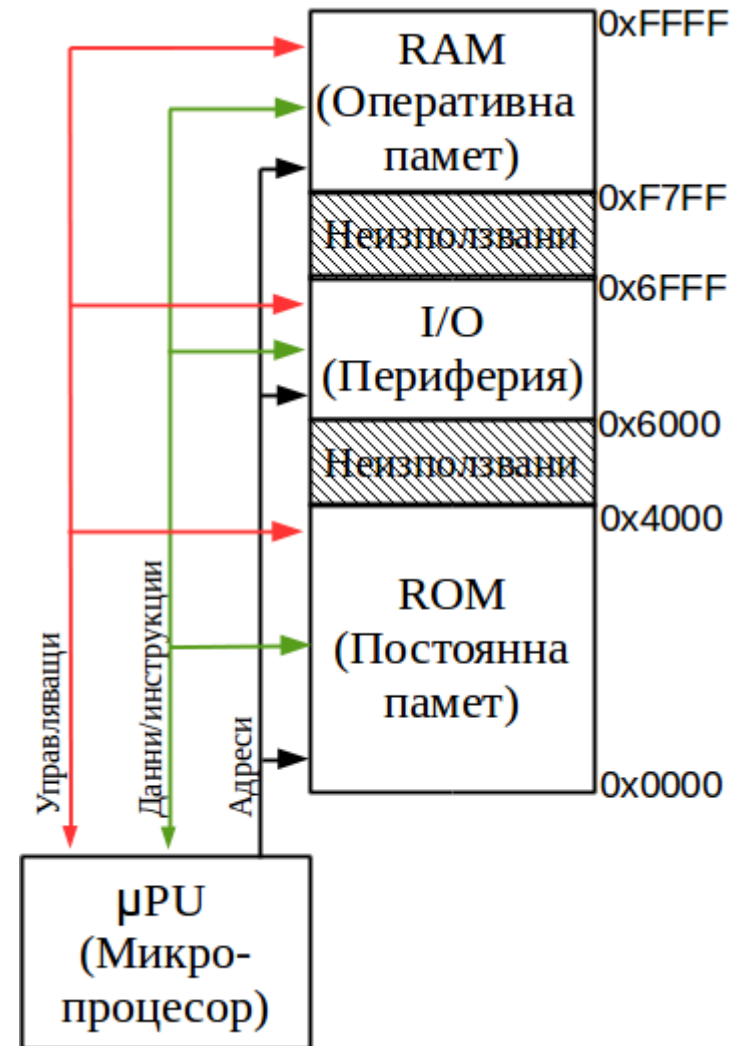 0xFFFF
RAM
(Оперативна
памет)
0xF7FF
Неизползвани
0x6FFF
I/O
(Периферия)
0x6000
Неизползвани
0x4000
ROM
(Постоянна
памет)
0x0000
Управляващи
Данни/инструкции
Адреси
µPU
(Микро-
процесор)